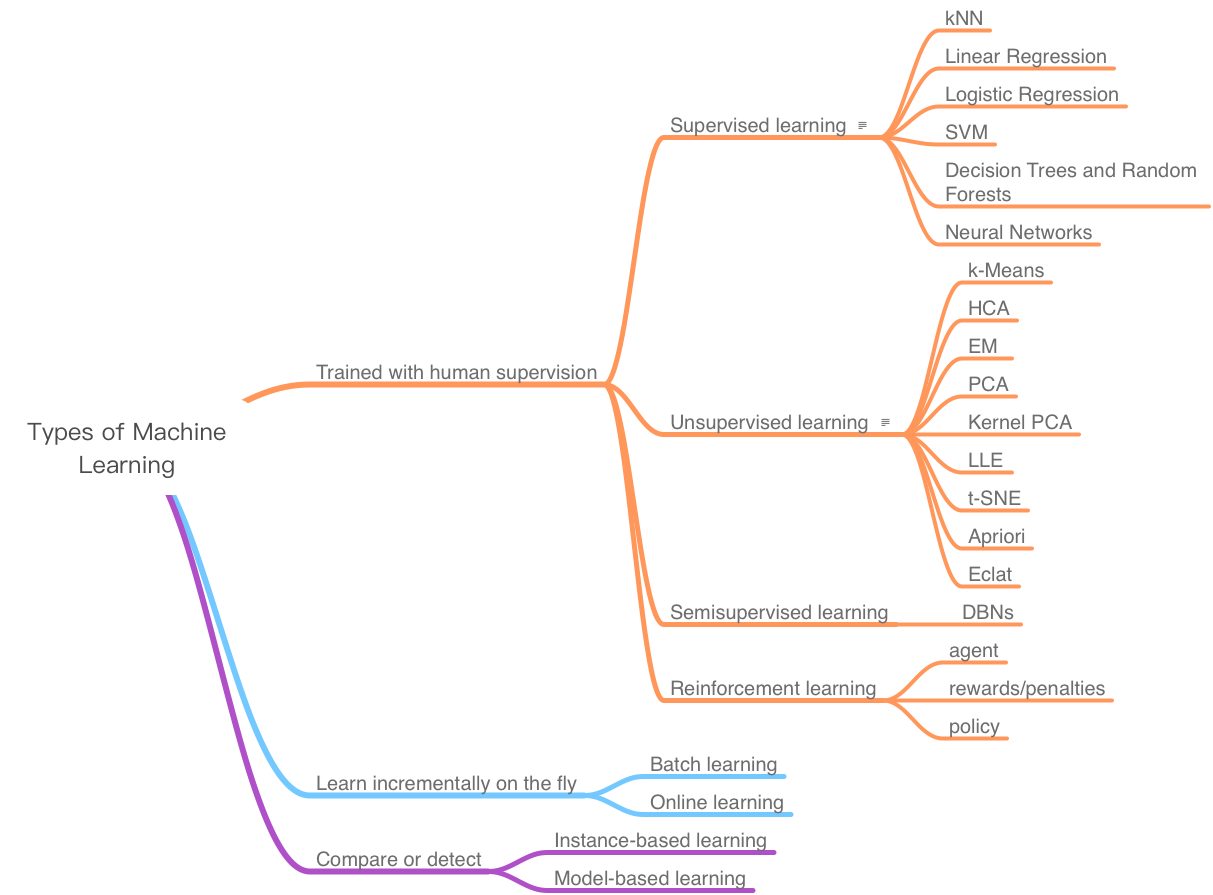 Types of Machine
Learning
Trained with human supervision
Supervised learning
kNN
Linear Regression
Logistic Regression
SVM
Decision Trees and Random
Forests
Neural Networks
Unsupervised learning
k-Means
HCA
EM
PCA
Kernel PCA
LLE
t-SNE
Apriori
Eclat
Semisupervised learning
DBNs
Reinforcement learning
agent
rewards/penalties
policy
Learn incrementally on the fly
Batch learning
Online learning
Compare or detect
Instance-based learning
Model-based learning